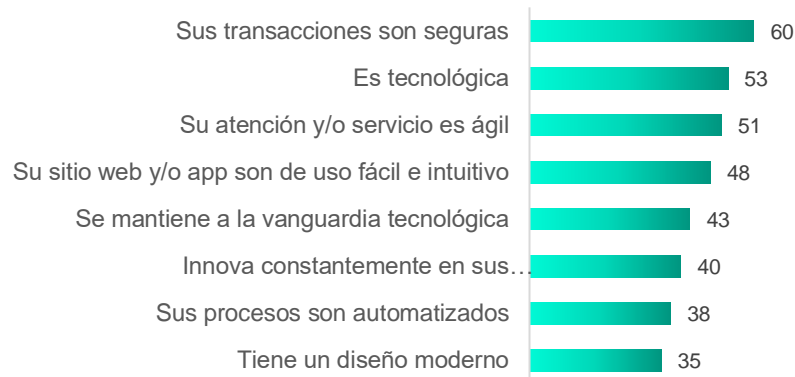 Sus transacciones son seguras 60
Es tecnológica 53
Su atención y/o servicio es ágil 51
Su sitio web y/o app son de uso fácil e intuitivo 48
Se mantiene a la vanguardia tecnológica 43
Innova constantemente en sus… 40
Sus procesos son automatizados 38
Tiene un diseño moderno 35